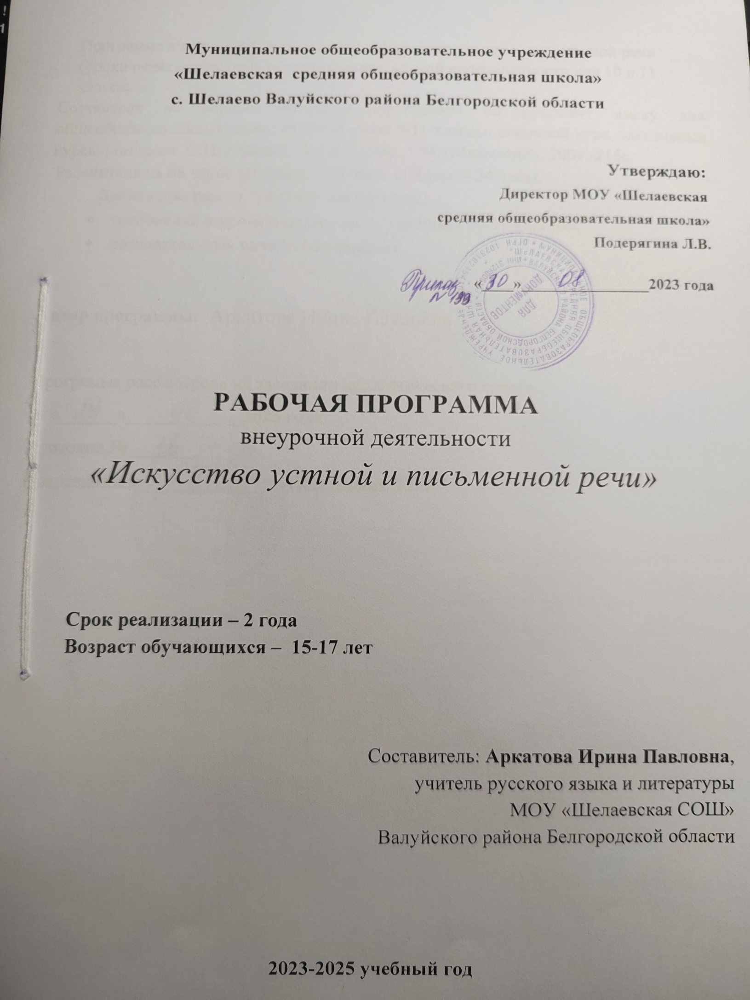 Муниципальное общеобразовательное учреждение
«Шелаевская средняя общеобразовательная школа»
с. Шелаево Валуйского района Белгородской области
Утверждаю:
Директор МОУ «Шелаевская
средняя общеобразовательная школа»
Подерягина Л.В.
Приказ «30» 08 2023 года
№ 199
ДЛЯ
ДОКУМЕНТОВ
РАБОЧАЯ ПРОГРАММА
внеурочной деятельности
«Искусство устной и письменной речи»
Срок реализации – 2 года
Возраст обучающихся – 15-17 лет
Составитель: Аркатова Ирина Павловна,
учитель русского языка и литературы
МОУ «Шелаевская СОШ»
Валуйского района Белгородской области
2023-2025 учебный год